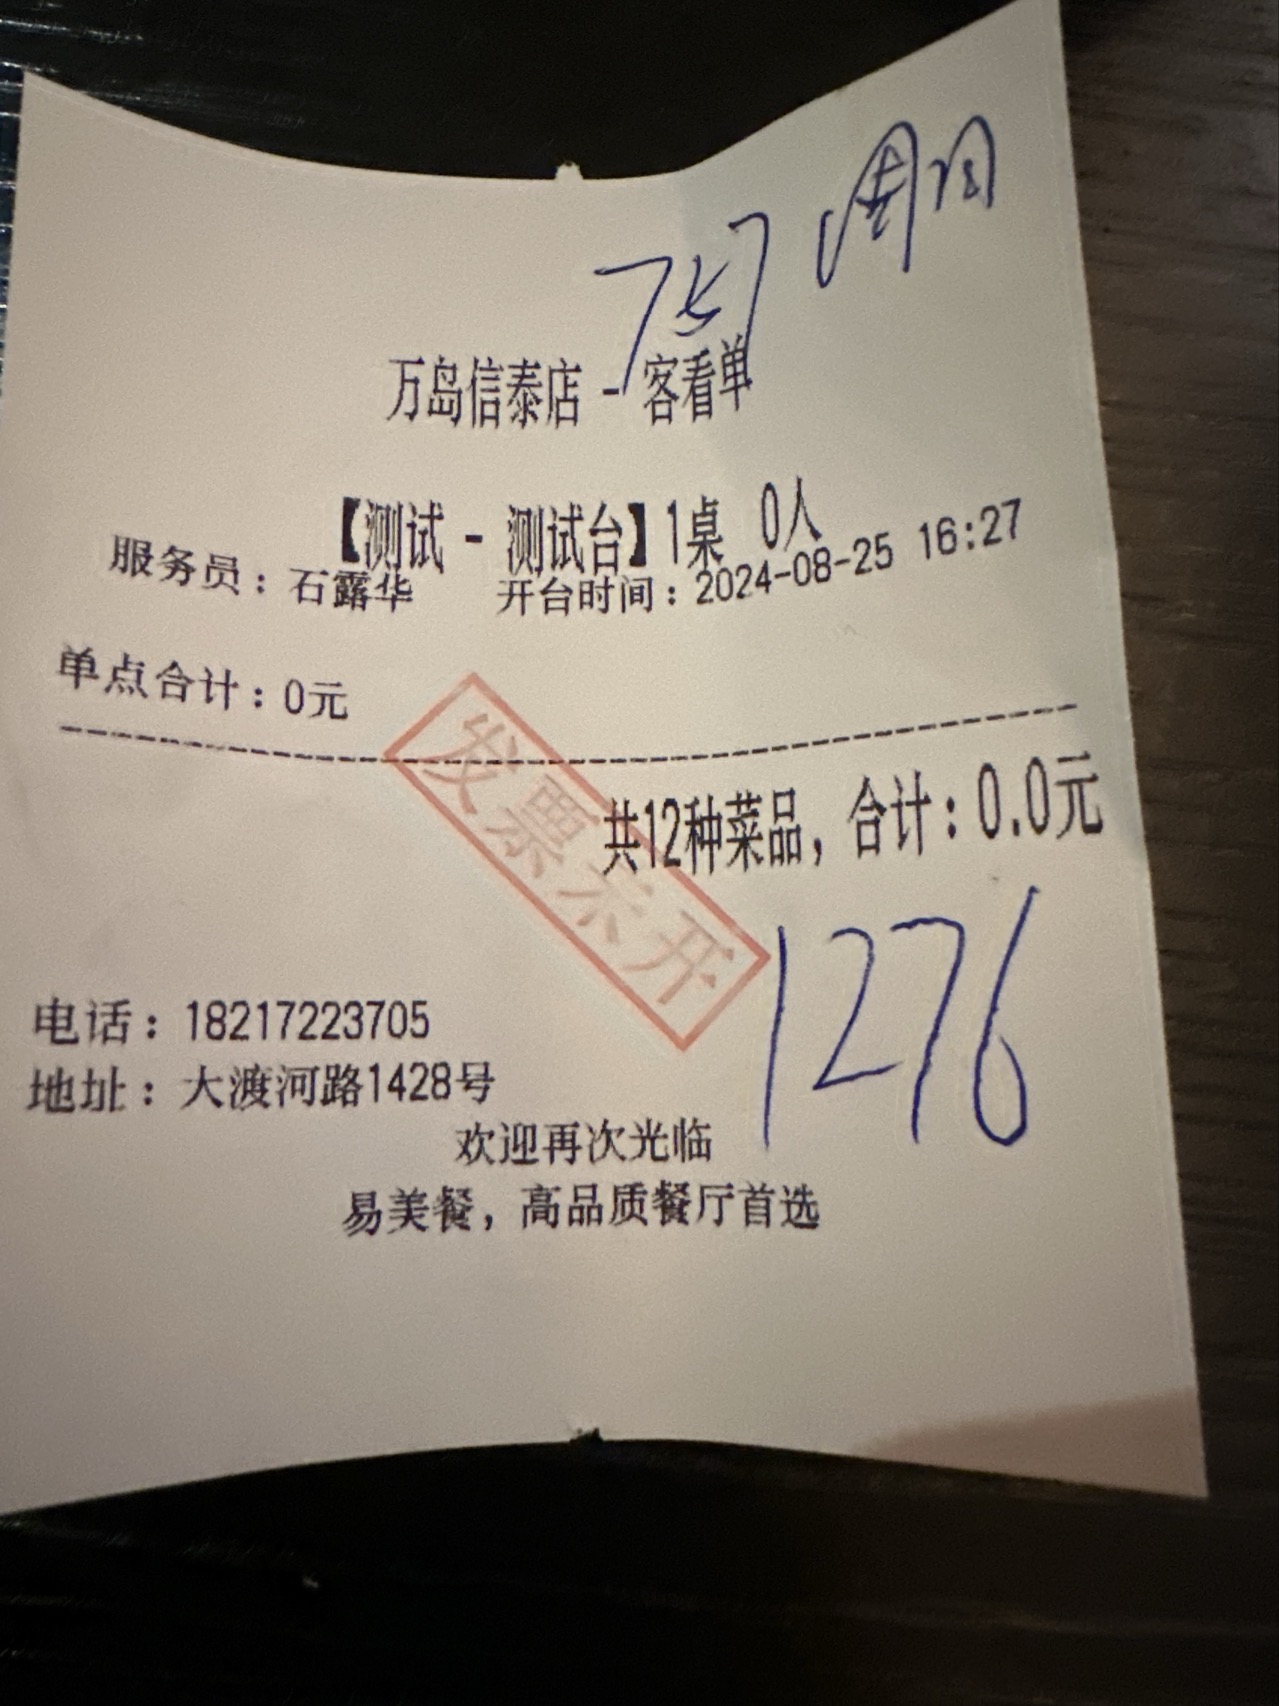 757
万岛信泰店 - 客看单
【测试 - 测试台】1桌 0人
服务员：石露华 开台时间：2024-08-25 16:27
单点合计：0元
共12种菜品，合计：0.0元
发票未开
1276
电话：18217223705
地址：大渡河路1428号
欢迎再次光临
易美餐，高品质餐厅首选